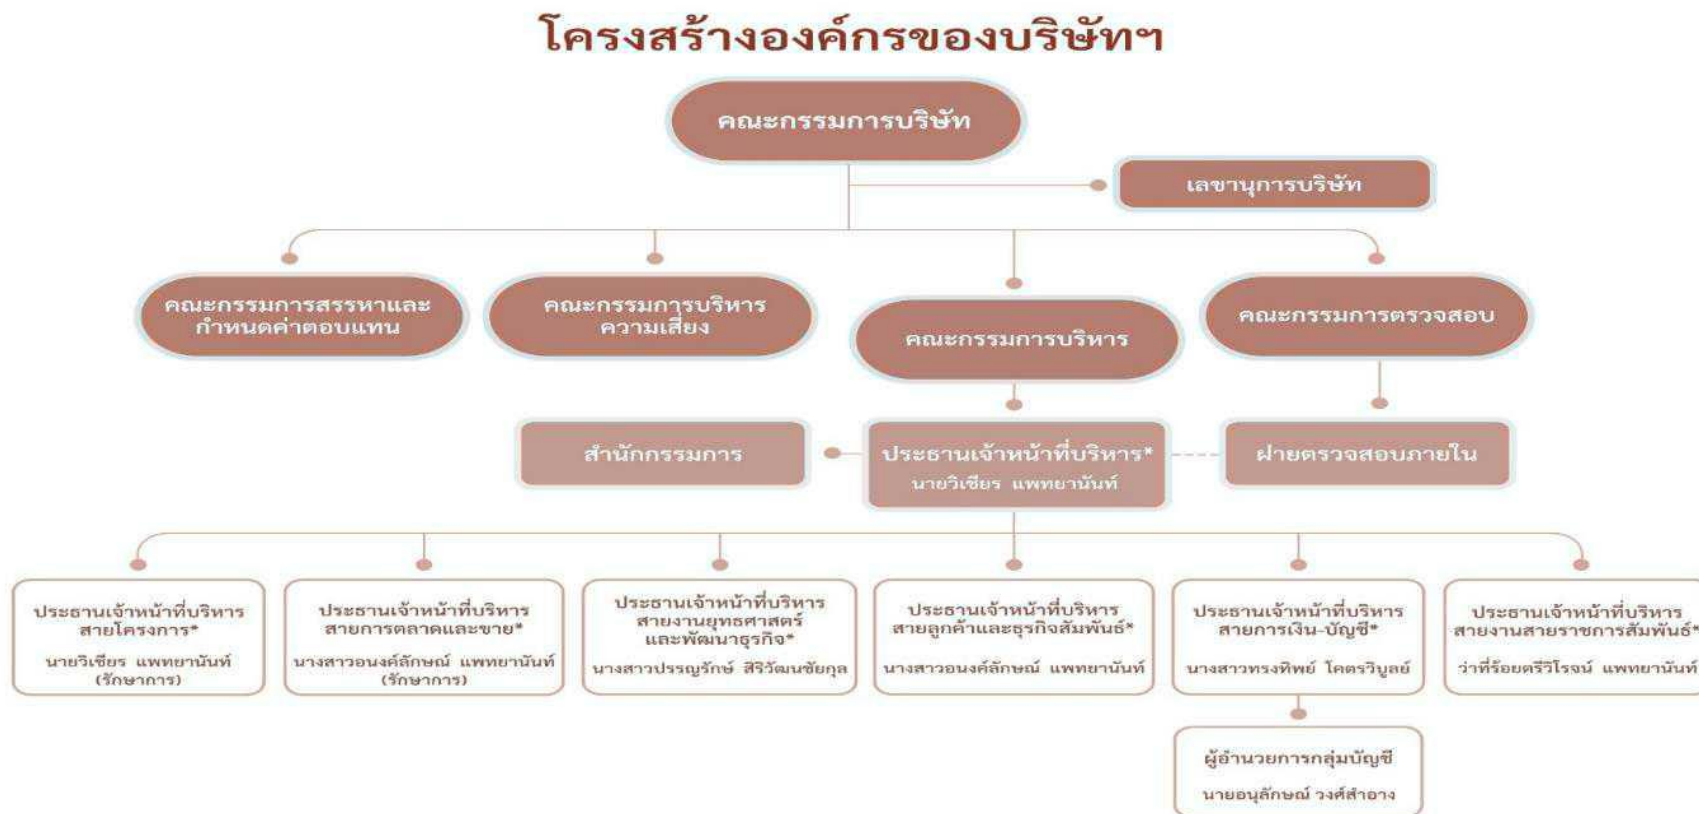 โครงสร้างองค์กรของบริษัทฯ
คณะกรรมการบริษัท
เลขานุการบริษัท
คณะกรรมการสรรหาและ
กำหนดค่าตอบแทน
คณะกรรมการบริหาร
ความเสี่ยง
คณะกรรมการบริหาร
คณะกรรมการตรวจสอบ
สำนักกรรมการ
ประธานเจ้าหน้าที่บริหาร*
นายวิเชียร แพทยานันท์
ฝ่ายตรวจสอบภายใน
ประธานเจ้าหน้าที่บริหาร
สายโครงการ*
นายวิเชียร แพทยานันท์
(รักษาการ)
ประธานเจ้าหน้าที่บริหาร
สายการตลาดและขาย*
นางสาวอนงค์ลักษณ์ แพทยานันท์
(รักษาการ)
ประธานเจ้าหน้าที่บริหาร
สายงานยุทธศาสตร์
และพัฒนาธุรกิจ*
นางสาวปรรญรักษ์ สิริวัฒนชัยกุล
ประธานเจ้าหน้าที่บริหาร
สายลูกค้าและธุรกิจสัมพันธ์*
นางสาวอนงค์ลักษณ์ แพทยานันท์
ประธานเจ้าหน้าที่บริหาร
สายการเงิน-บัญชี*
นางสาวทรงทิพย์ โคตรวิบูลย์
ประธานเจ้าหน้าที่บริหาร
สายงานสายราชการสัมพันธ์*
ว่าที่ร้อยตรีวิโรจน์ แพทยานันท์
ผู้อำนวยการกลุ่มบัญชี
นายอนุลักษณ์ วงศ์สำอาง